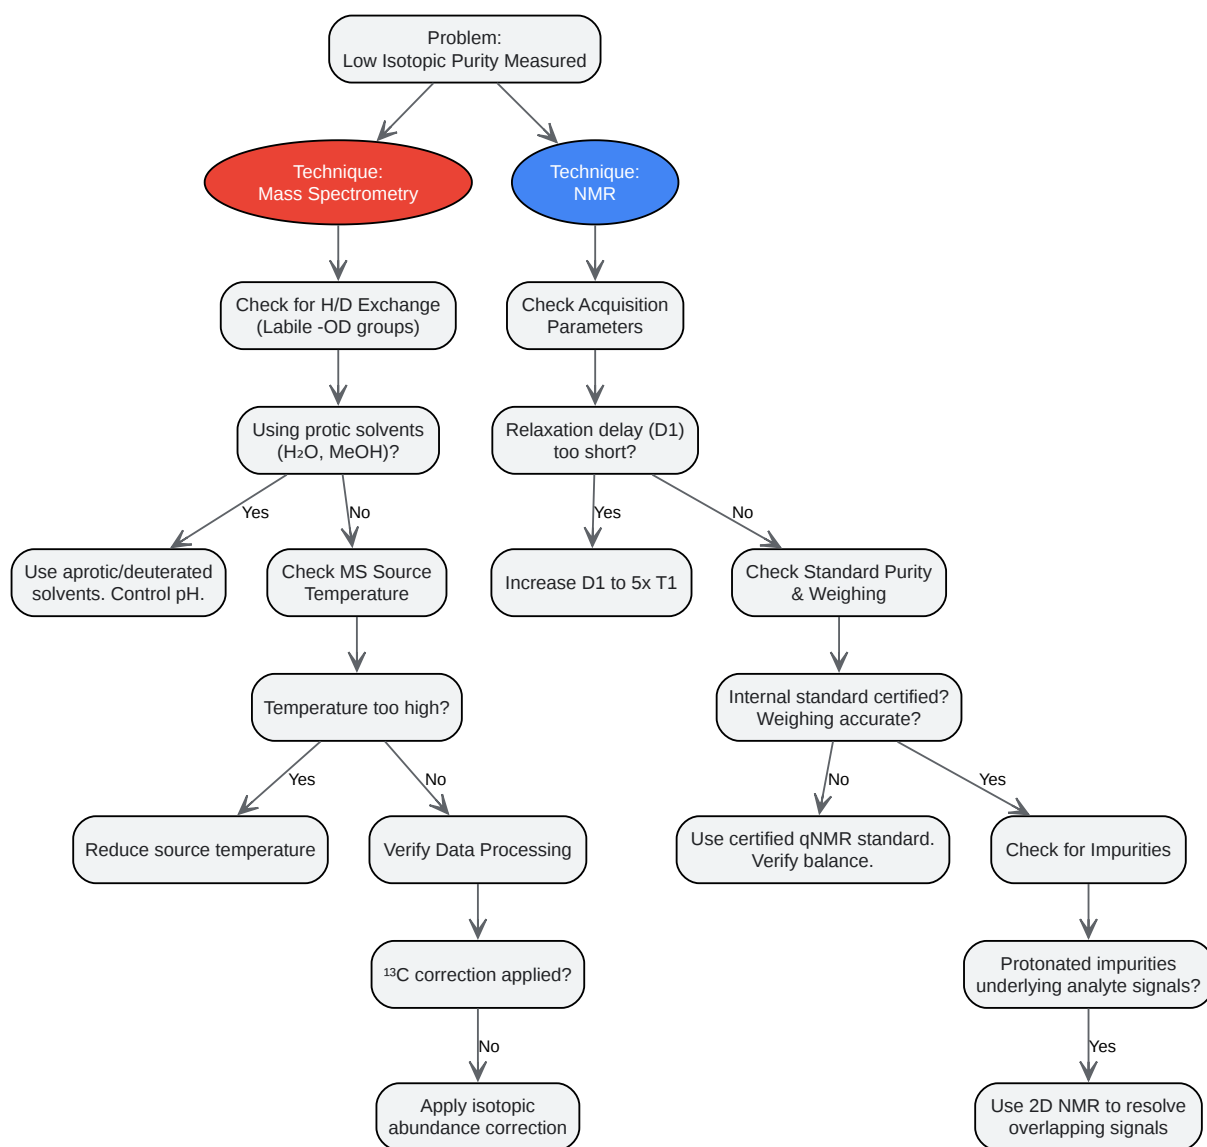 Problem:
Low Isotopic Purity Measured
Technique:
Mass Spectrometry
Technique:
NMR
Check for H/D Exchange
(Labile -OD groups)
Check Acquisition
Parameters
Using protic solvents
(H₂O, MeOH)?
Relaxation delay (D1)
too short?
Yes
No
Yes
No
Use aprotic/deuterated
solvents. Control pH.
Check MS Source
Temperature
Increase D1 to 5x T1
Check Standard Purity
& Weighing
Temperature too high?
Internal standard certified?
Weighing accurate?
Yes
No
No
Yes
Reduce source temperature
Verify Data Processing
Use certified qNMR standard.
Verify balance.
Check for Impurities
¹³C correction applied?
Protonated impurities
underlying analyte signals?
No
Yes
Apply isotopic
abundance correction
Use 2D NMR to resolve
overlapping signals